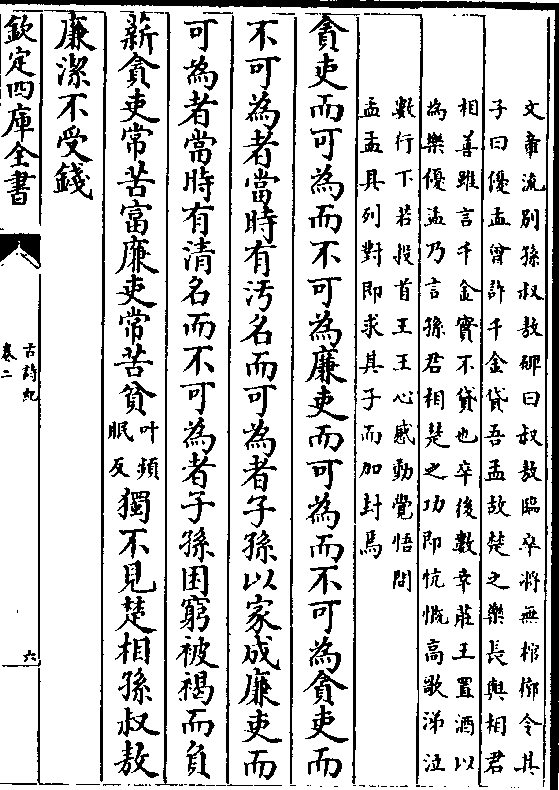 文章流别孫叔敖碑曰叔敖臨卒將無棺槨令其
子曰優孟曾許千金貸吾孟故楚之樂長與相君
相善雖言千金實不貸也卒後數年莊王置酒以
為樂優孟乃言孫君相楚之功即忼慨高歌涕泣
數行下若投首王王心感動覺悟問
孟孟具列對即求其子而加封焉
貪吏而可為而不可為廉吏而可為而不可為貪吏而
不可為者當時有汚名而可為者子孫以家成廉吏而
可為者當時有清名而不可為者子孫困窮被褐而負
薪貪吏常苦富廉吏常苦貧叶頻眠反獨不見楚相孫叔敖
廉潔不受錢
欽定四庫全書
古詩紀
卷二
六